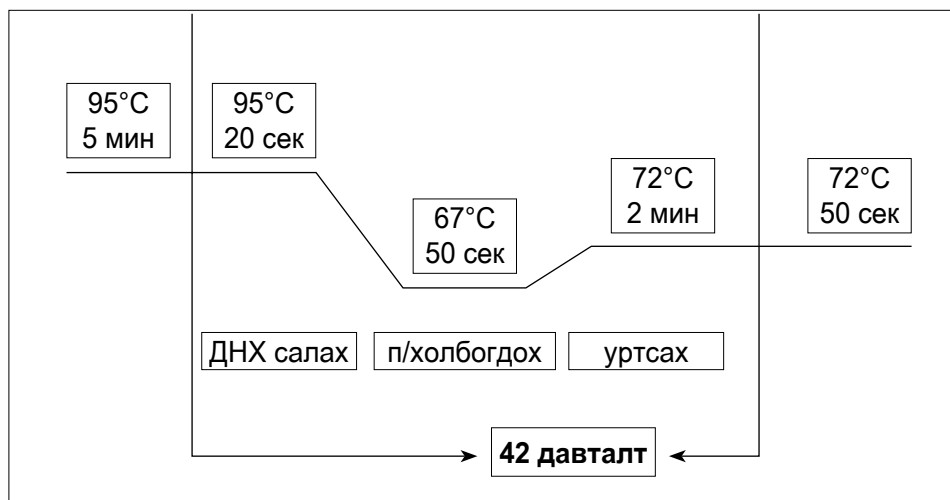 95°C
5 мин
95°C
20 сек
67°C
50 сек
72°C
2 мин
72°C
50 сек
ДНХ салах
п/холбогдох
уртсах
42 давталт